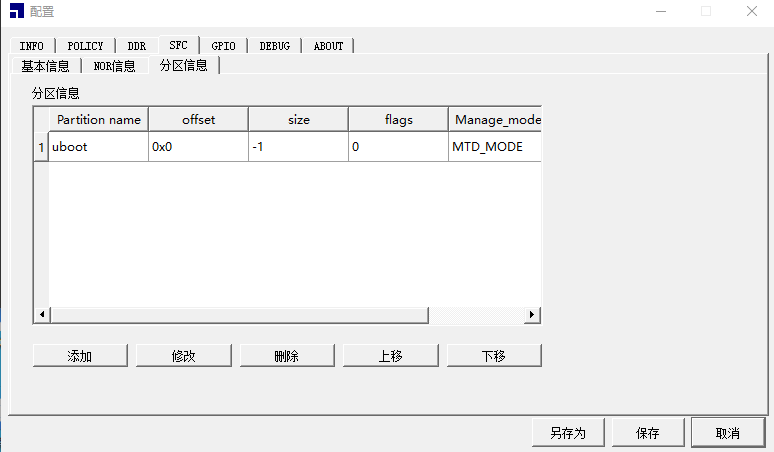 配置
INFO POLICY DDR SFC GPIO DEBUG ABOUT
基本信息 NOR信息 分区信息
分区信息
Partition name offset size flags Manage_mode
1 uboot 0x0 -1 0 MTD_MODE
添加 修改 删除 上移 下移
另存为 保存 取消